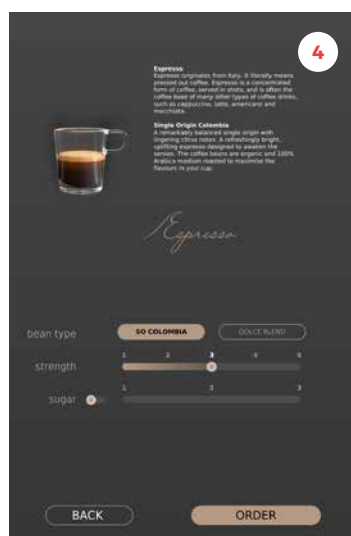 4
Espresso
Espresso originates from Italy. It literally means
pressed out coffee. Espresso is a concentrated
form of coffee, served in shots, and is often the
coffee base of many other types of coffee drinks,
such as cappuccino, latte, americano and
macchiato.
Single Origin Colombia
A remarkably balanced single origin with
lingering citrus notes. A refreshingly bright,
uplifting espresso designed to awaken the
senses. The coffee beans are organic and 100%
Arabica medium roasted to maximise the
flavours in your cup.
Espresso
bean type SO COLOMBIA DOLCE BLEND
1 2 3 4 5
strength
1 2 3
sugar
BACK ORDER